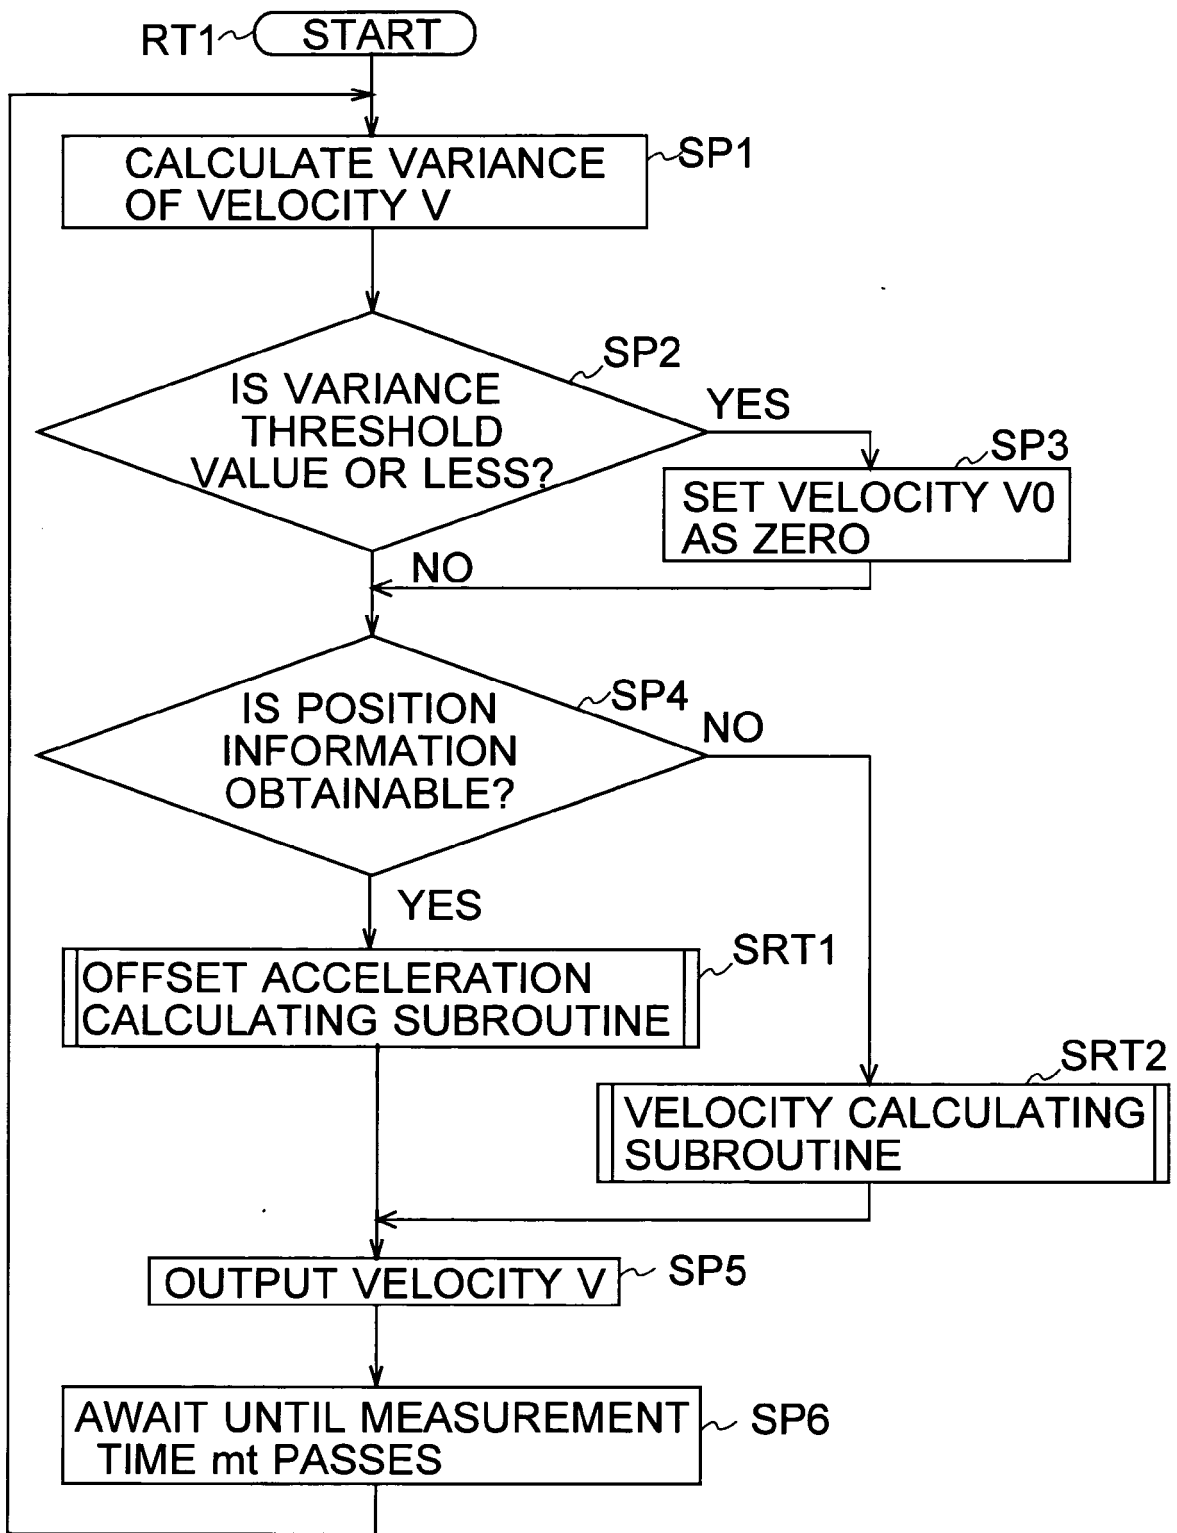 RT1
START
SP1
CALCULATE VARIANCE
OF VELOCITY V
SP2
IS VARIANCE
THRESHOLD
VALUE OR LESS?
YES
SP3
SET VELOCITY V0
AS ZERO
NO
SP4
IS POSITION
INFORMATION
OBTAINABLE?
NO
YES
SRT1
OFFSET ACCELERATION
CALCULATING SUBROUTINE
SRT2
VELOCITY CALCULATING
SUBROUTINE
OUTPUT VELOCITY V
SP5
AWAIT UNTIL MEASUREMENT
TIME mt PASSES
SP6